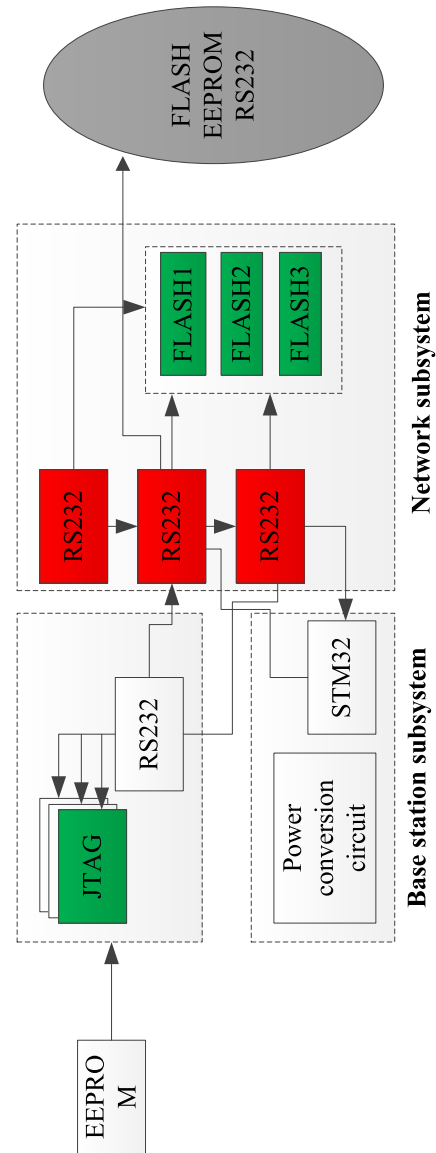 EEPRO
M
JTAG
RS232
Power
conversion
circuit
STM32
Base station subsystem
RS232
RS232
RS232
FLASH1
FLASH2
FLASH3
Network subsystem
FLASH
EEPROM
RS232